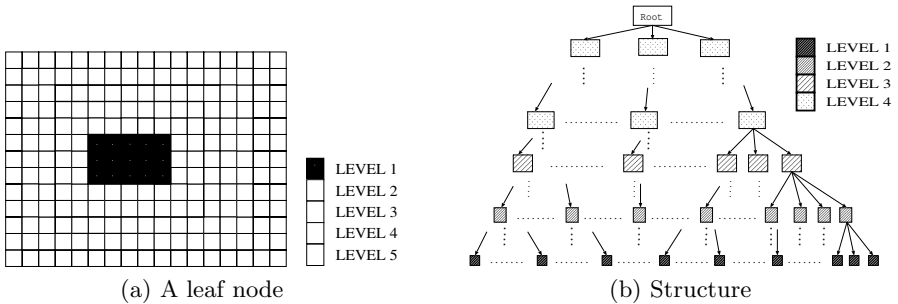 Root
LEVEL 1
LEVEL 2
LEVEL 3
LEVEL 4
LEVEL 1
LEVEL 2
LEVEL 3
LEVEL 4
LEVEL 5
(a) A leaf node
(b) Structure